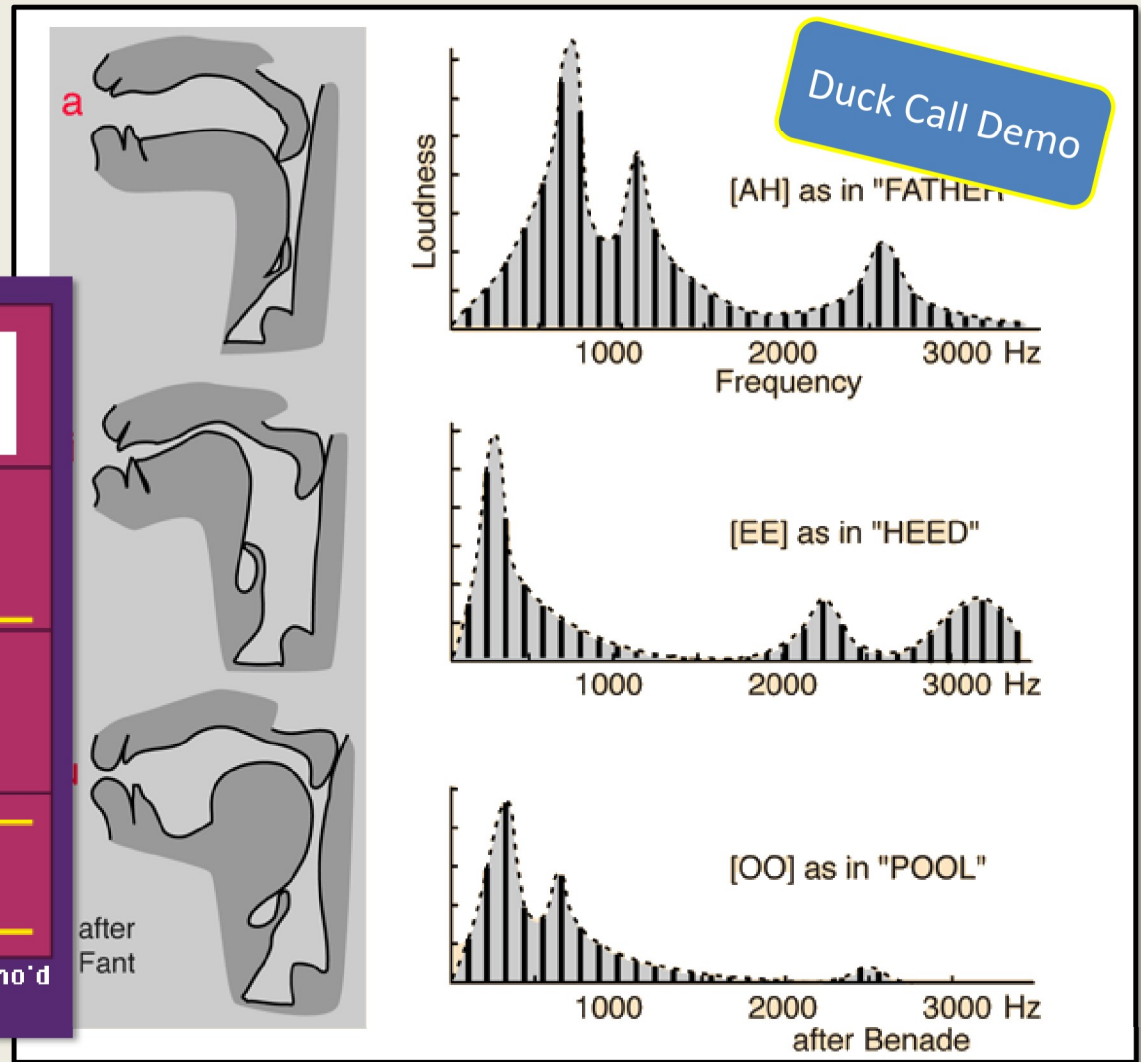 a
Duck Call Demo
Loudness
[AH] as in "FATHER
1000 2000 3000 Hz
Frequency
[EE] as in "HEED"
1000 2000 3000 Hz
[OO] as in "POOL"
1000 2000 3000 Hz
after Benade
after
Fant